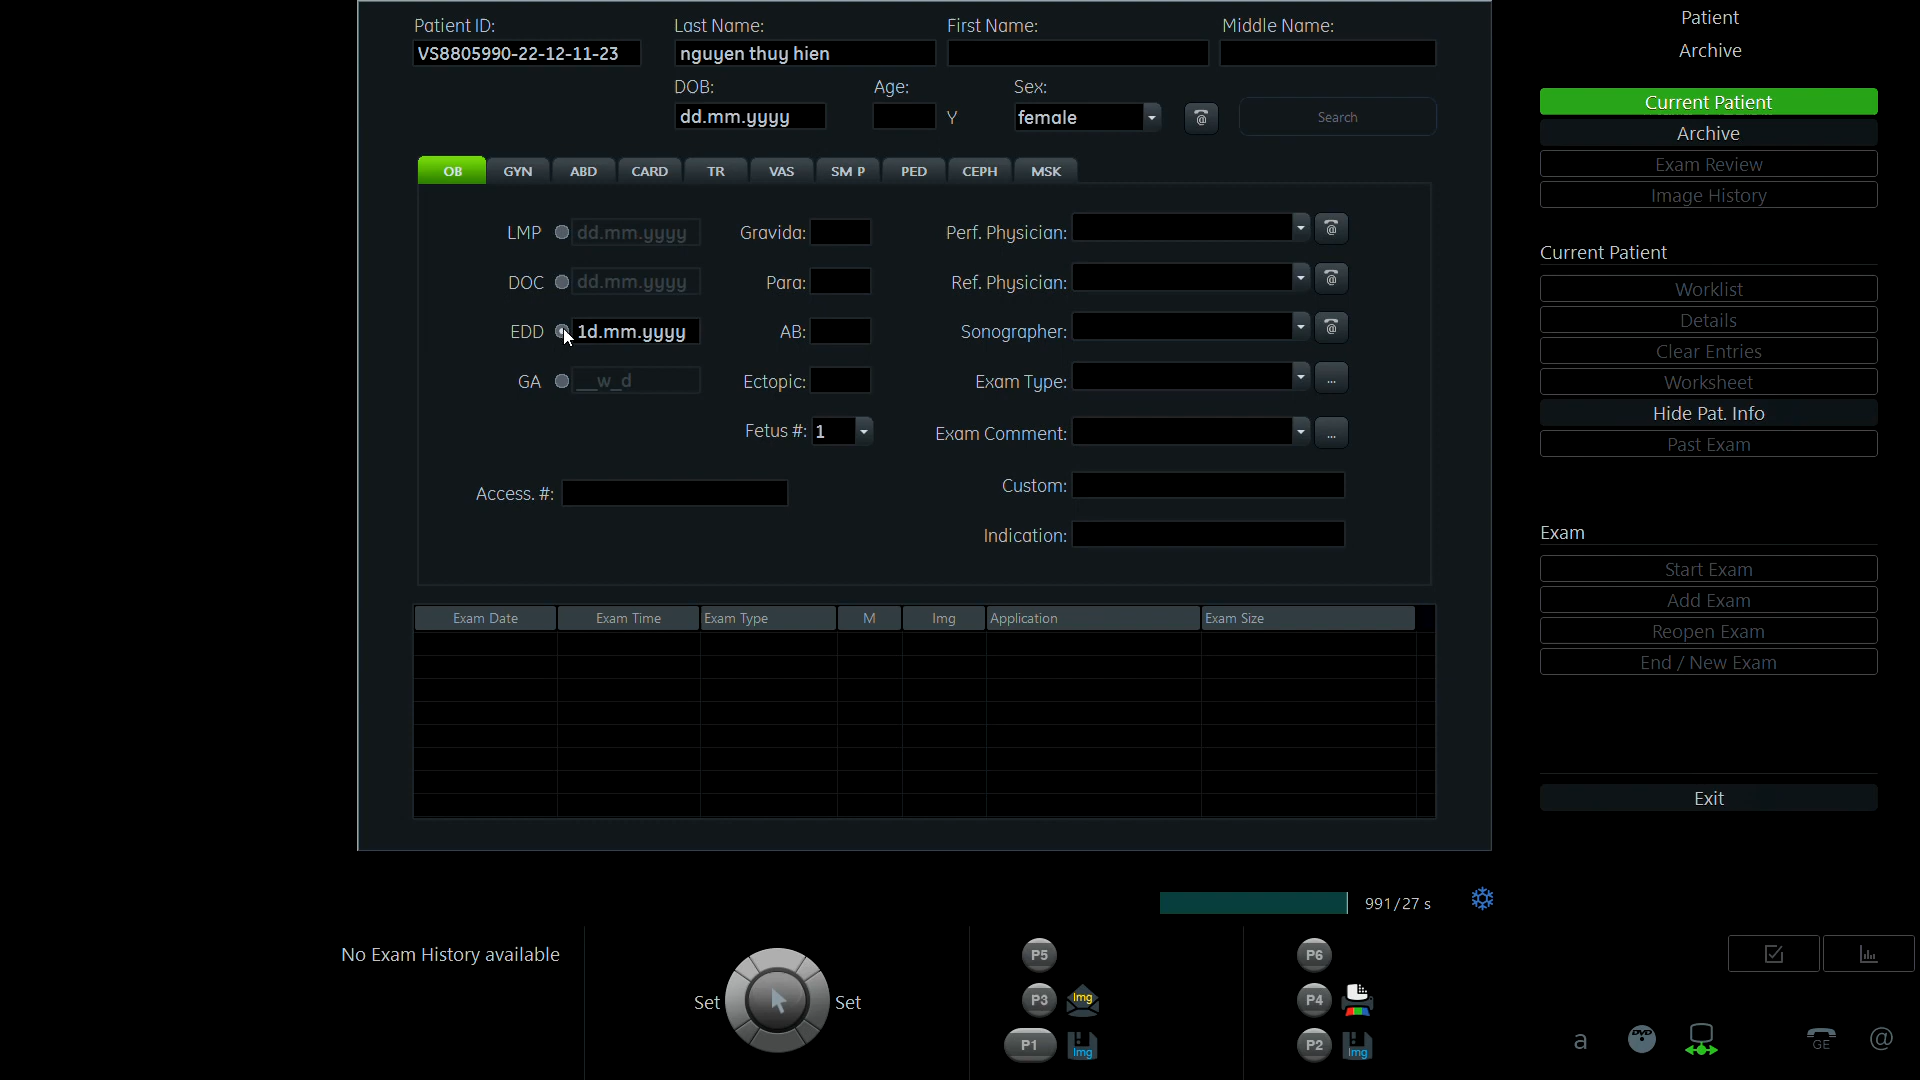 Patient ID: Last Name: First Name: Middle Name:
VS8805990-22-12-11-23 nguyen thuy hien
DOB: Age: Sex:
dd.mm.yyyy Y female @ Search
OB GYN ABD CARD TR VAS SM P PED CEPH MSK
LMP dd.mm.yyyy Gravida: Perf. Physician: @
DOC dd.mm.yyyy Para: Ref. Physician: @
EDD 1d.mm.yyyy AB: Sonographer: @
GA __w_d Ectopic: Exam Type: ...
Fetus #: 1 Exam Comment: ...
Access. #: Custom:
Indication:
Exam Date Exam Time Exam Type M Img Application Exam Size
Patient
Archive
Current Patient
Archive
Exam Review
Image History
Current Patient
Worklist
Details
Clear Entries
Worksheet
Hide Pat. Info
Past Exam
Exam
Start Exam
Add Exam
Reopen Exam
End / New Exam
Exit
991/27 s
No Exam History available
Set Set
P5 P6
P3 Img P4
P1 Img P2 Img
a DVD GE @